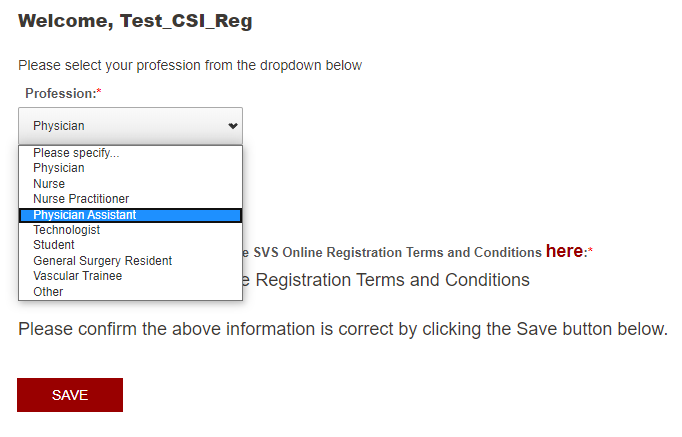 Welcome, Test_CSI_Reg
Please select your profession from the dropdown below
Profession:*
Physician
Please specify...
Physician
Nurse
Nurse Practitioner
Physician Assistant
Technologist
Student
General Surgery Resident
Vascular Trainee
Other
e SVS Online Registration Terms and Conditions here:*
e Registration Terms and Conditions
Please confirm the above information is correct by clicking the Save button below.
SAVE